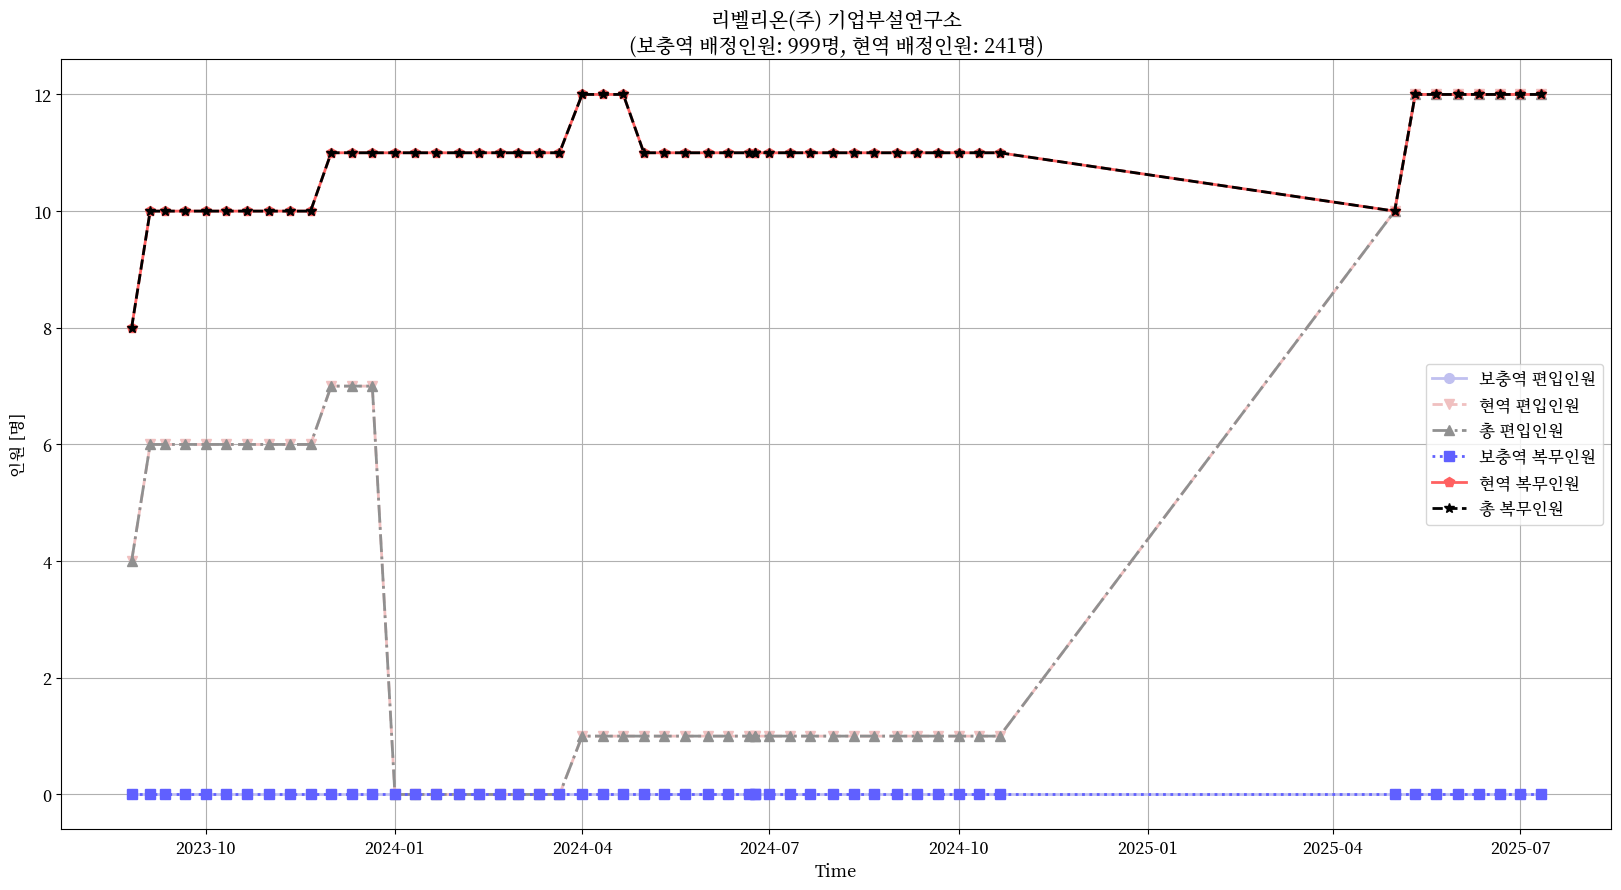 리벨리온(주) 기업부설연구소
(보충역 배정인원: 999명, 현역 배정인원: 241명)
인원 [명]
12
10
8
6
4
2
0
보충역 편입인원
현역 편입인원
총 편입인원
보충역 복무인원
현역 복무인원
총 복무인원
2023-10 2024-01 2024-04 2024-07 2024-10 2025-01 2025-04 2025-07
Time